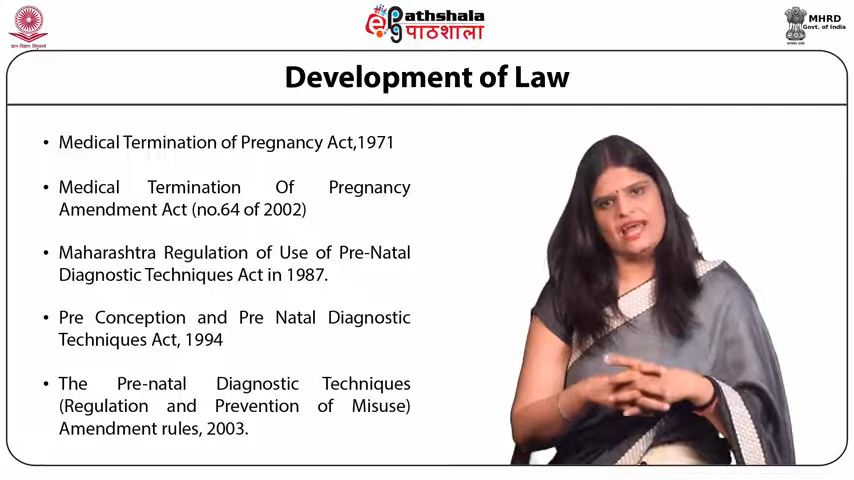 Pathshala
पाठशाला
MHRD
Govt. of India
Development of Law
• Medical Termination of Pregnancy Act,1971
• Medical Termination Of Pregnancy
Amendment Act (no.64 of 2002)
• Maharashtra Regulation of Use of Pre-Natal
Diagnostic Techniques Act in 1987.
• Pre Conception and Pre Natal Diagnostic
Techniques Act, 1994
• The Pre-natal Diagnostic Techniques
(Regulation and Prevention of Misuse)
Amendment rules, 2003.